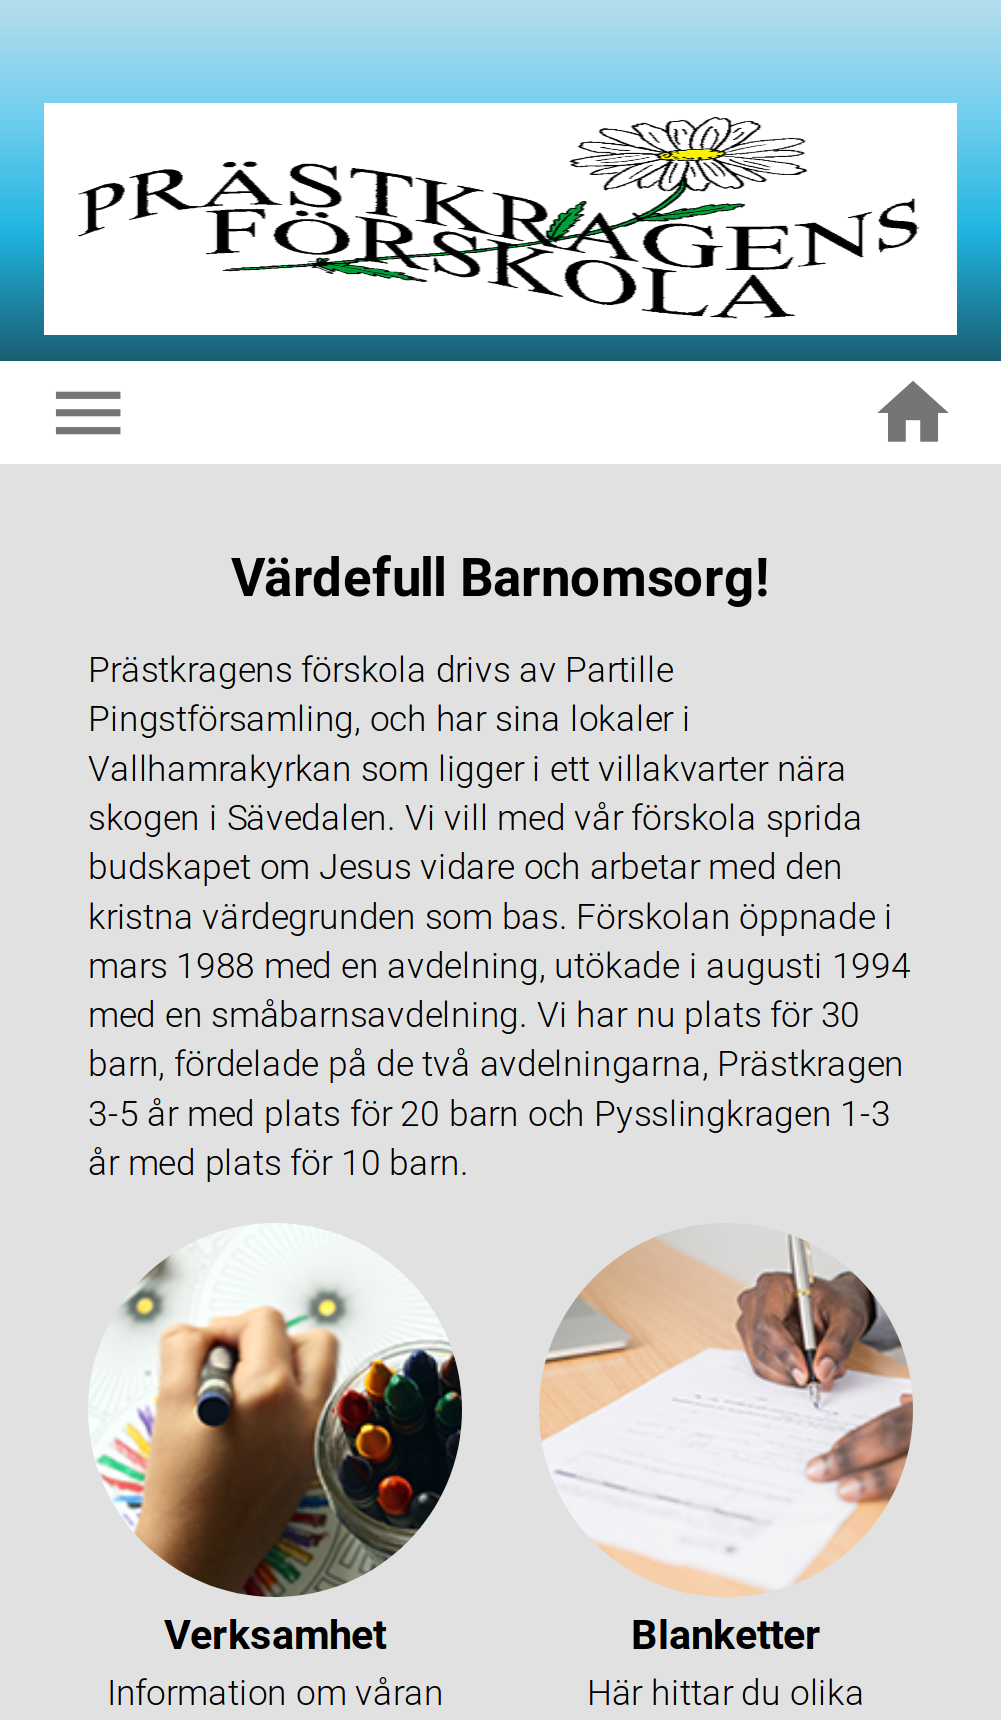 PRÄSTKRAGENS
FÖRSKOLA
Värdefull Barnomsorg!
Prästkragens förskola drivs av Partille
Pingstförsamling, och har sina lokaler i
Vallhamrakyrkan som ligger i ett villakvarter nära
skogen i Sävedalen. Vi vill med vår förskola sprida
budskapet om Jesus vidare och arbetar med den
kristna värdegrunden som bas. Förskolan öppnade i
mars 1988 med en avdelning, utökade i augusti 1994
med en småbarnsavdelning. Vi har nu plats för 30
barn, fördelade på de två avdelningarna, Prästkragen
3-5 år med plats för 20 barn och Pysslingkragen 1-3
år med plats för 10 barn.
Verksamhet
Information om våran
Blanketter
Här hittar du olika